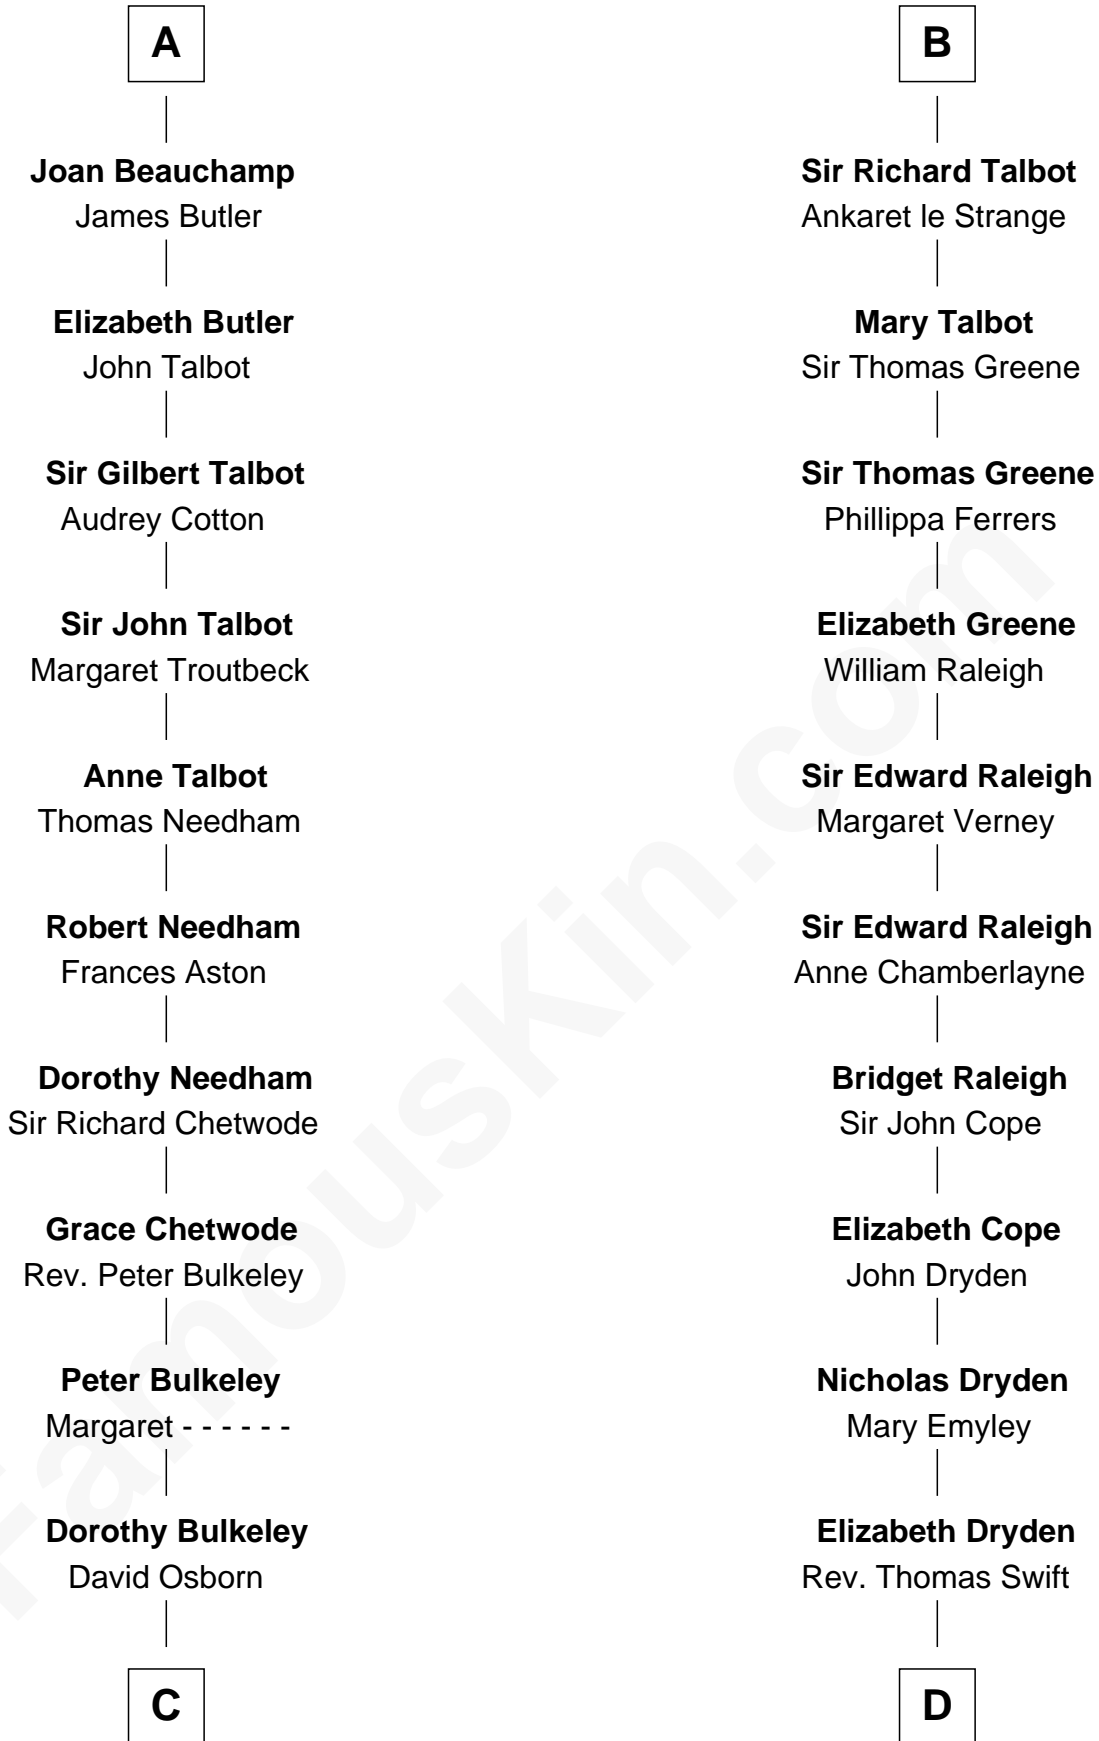 A
Joan Beauchamp
James Butler
Elizabeth Butler
John Talbot
Sir Gilbert Talbot
Audrey Cotton
Sir John Talbot
Margaret Troutbeck
Anne Talbot
Thomas Needham
Robert Needham
Frances Aston
Dorothy Needham
Sir Richard Chetwode
Grace Chetwode
Rev. Peter Bulkeley
Peter Bulkeley
Margaret - - - - - -
Dorothy Bulkeley
David Osborn
C
B
Sir Richard Talbot
Ankaret le Strange
Mary Talbot
Sir Thomas Greene
Sir Thomas Greene
Phillippa Ferrers
Elizabeth Greene
William Raleigh
Sir Edward Raleigh
Margaret Verney
Sir Edward Raleigh
Anne Chamberlayne
Bridget Raleigh
Sir John Cope
Elizabeth Cope
John Dryden
Nicholas Dryden
Mary Emyley
Elizabeth Dryden
Rev. Thomas Swift
D
FamousKin.com